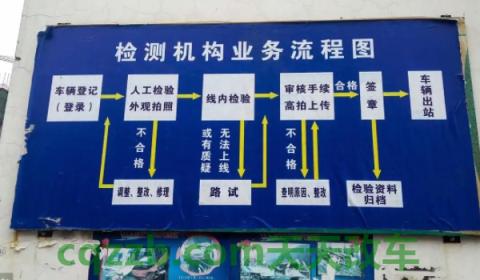 检测机构业务流程图
车辆登记
（登录）
人工检验
外观拍照
线内检验
审核手续
高拍上传
合格
签
章
车辆
出站
不合格
无法上线
或有质疑
不合格
调整、整改、修理
路试
查明原因、整改
检验资料
归档
cqzzb.com天天改车